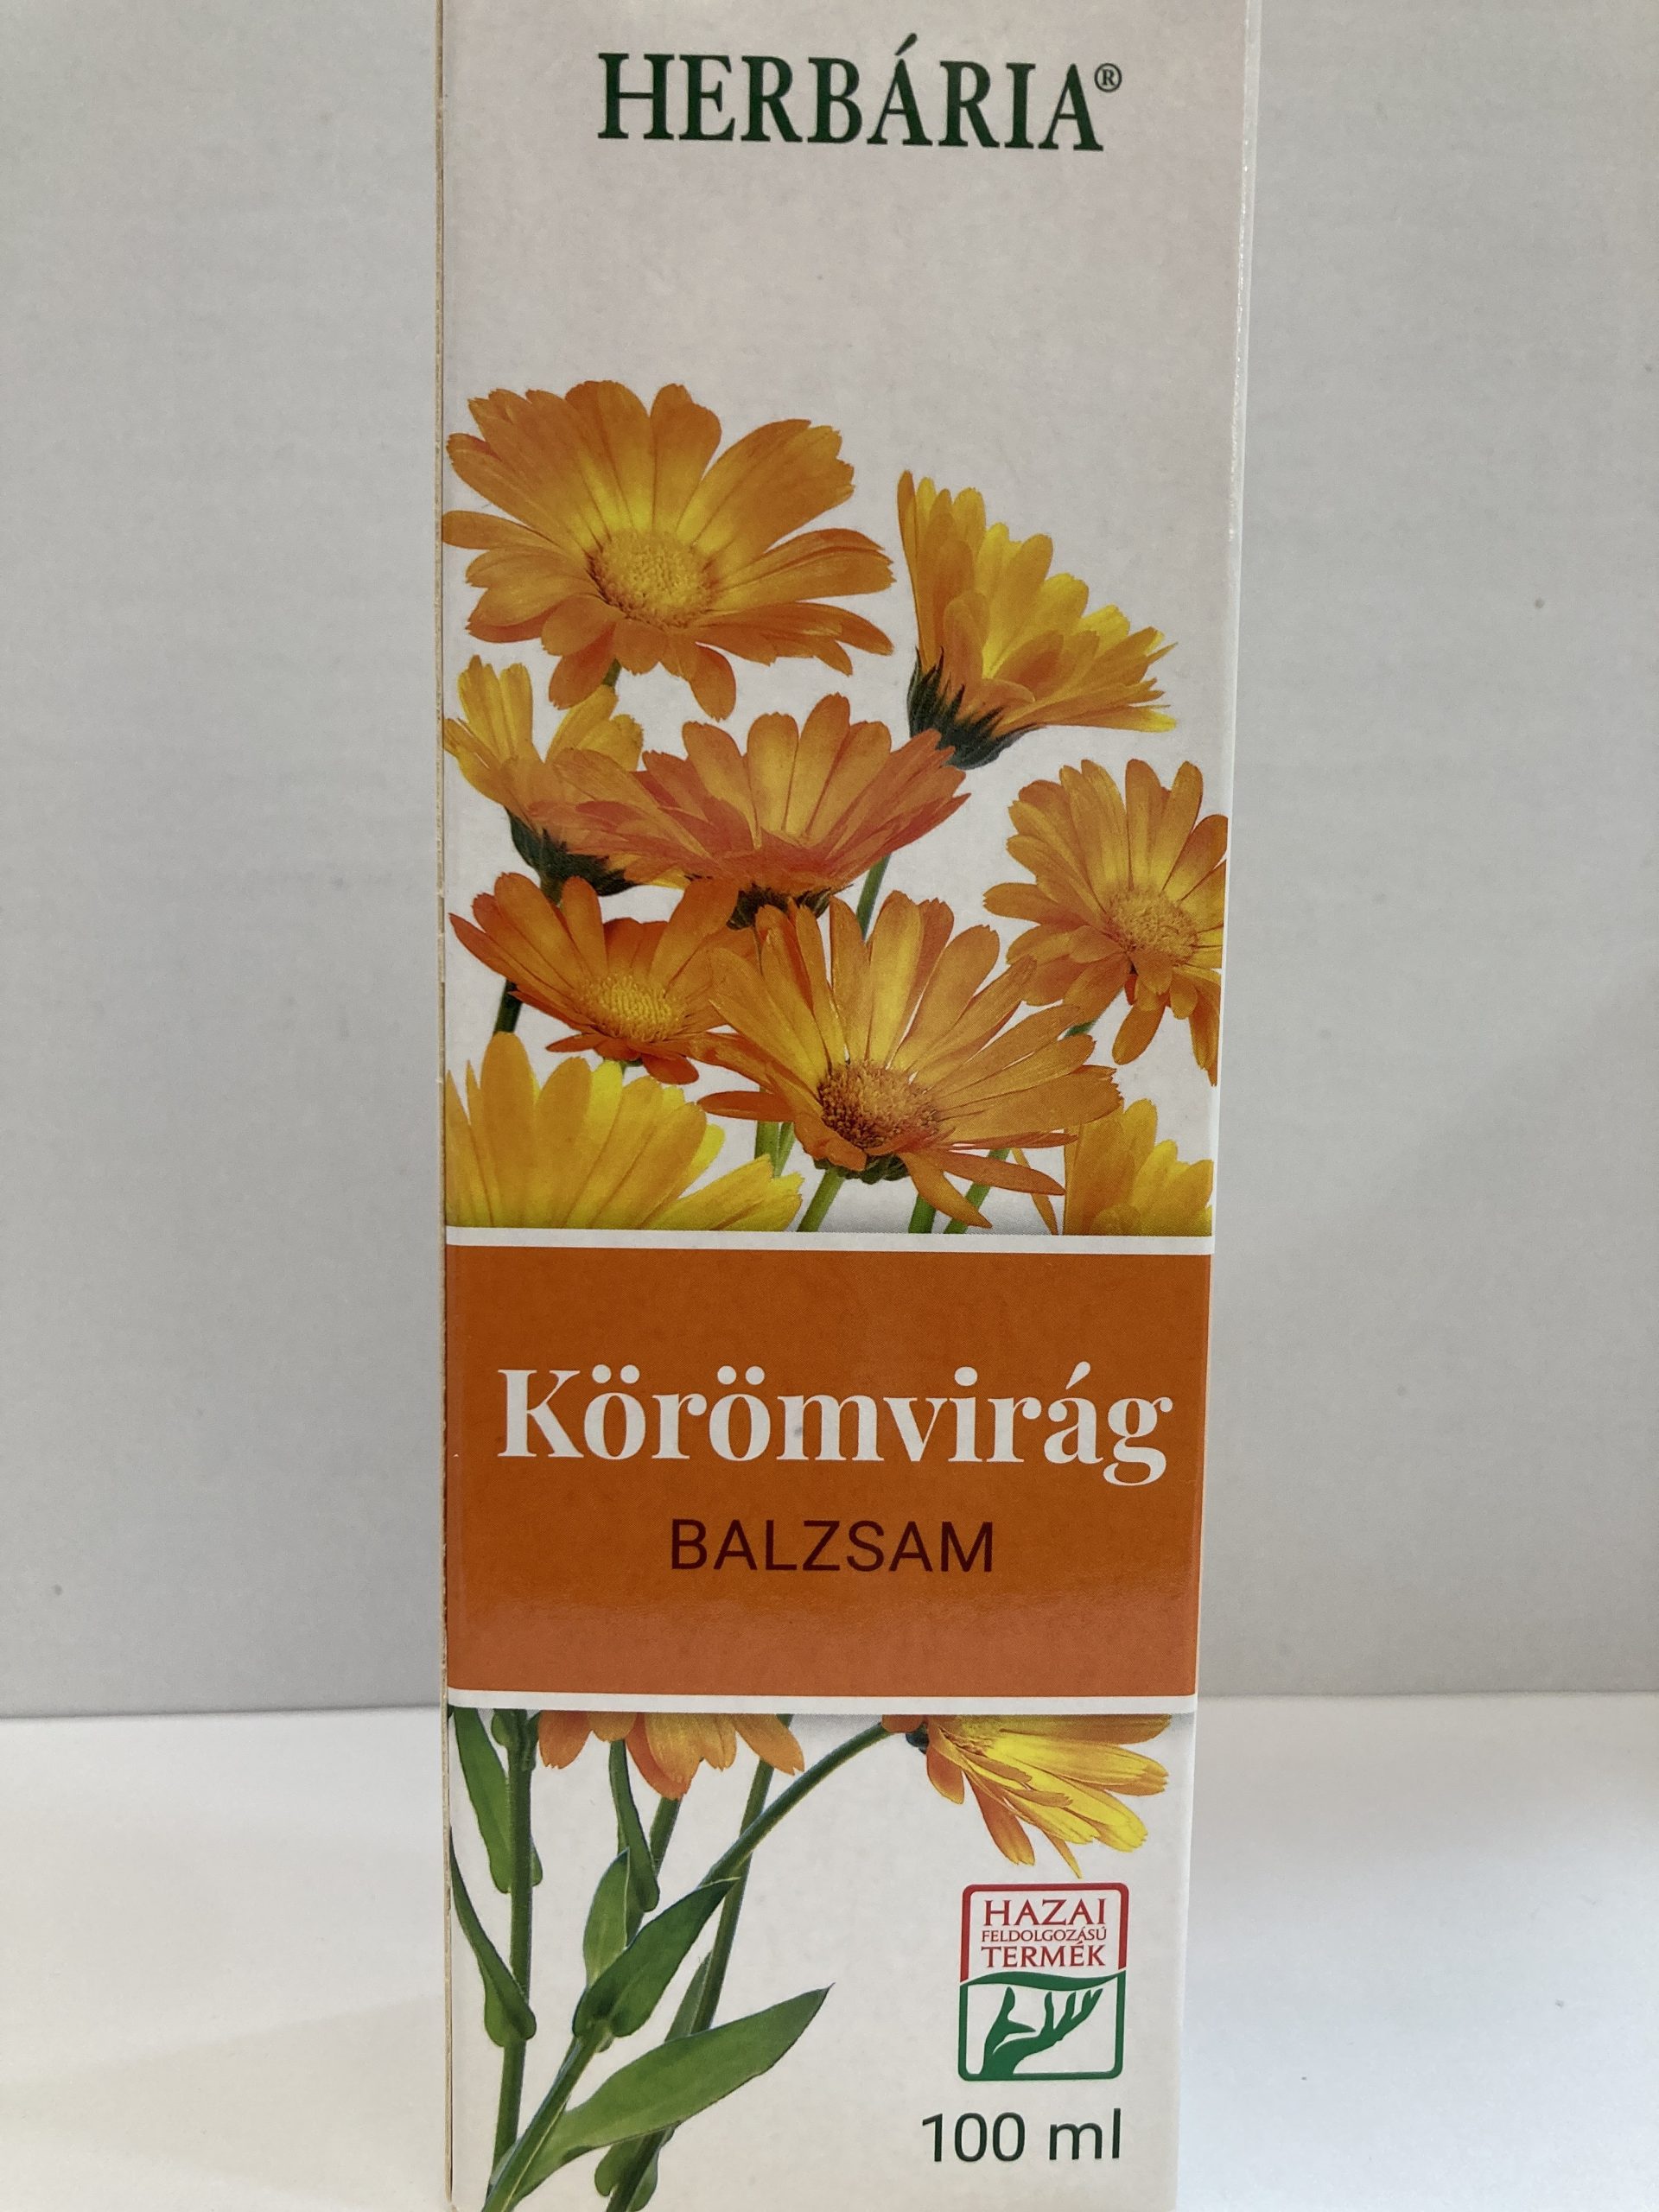 HERBÁRIA®
Körömvirág
BALZSAM
HAZAI
FELDOLGOZÁSÚ
TERMÉK
100 ml